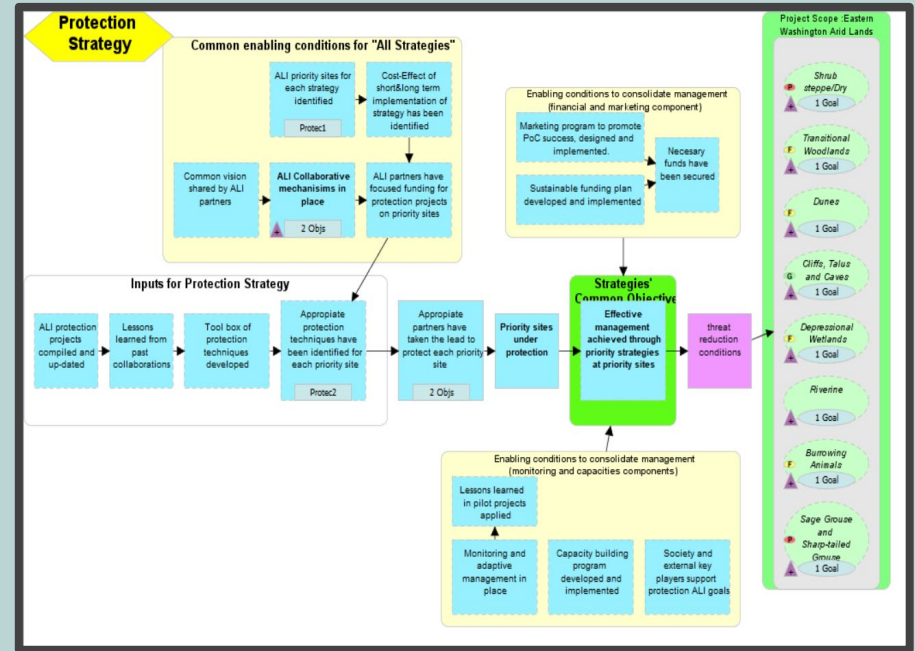 Protection
Strategy
Common enabling conditions for "All Strategies"
ALI priority sites for
each strategy
identified
Protec1
Cost-Effect of
short&long term
implementation of
strategy has been
identified
Common vision
shared by ALI
partners
ALI Collaborative
mechanisims in
place
2 Objs
ALI partners have
focused funding for
protection projects
on priority sites
Enabling conditions to consolidate management
(financial and marketing component)
Marketing program to promote
PoC success, designed and
implemented.
Sustainable funding plan
developed and implemented
Necesary
funds have
been secured
Inputs for Protection Strategy
ALI protection
projects
compiled and
up-dated
Lessons
learned from
past
collaborations
Tool box of
protection
techniques
developed
Appropiate
protection
techniques have
been identified for
each priority site
Protec2
Appropiate
partners have
taken the lead to
protect each priority
site
2 Objs
Priority sites
under
protection
Strategies'
Common Objective
Effective
management
achieved through
priority strategies
at priority sites
threat
reduction
conditions
Enabling conditions to consolidate management
(monitoring and capacities components)
Lessons learned
in pilot projects
applied
Monitoring and
adaptive
management in
place
Capacity building
program
developed and
implemented
Society and
external key
players support
protection ALI goals
Project Scope :Eastern
Washington Arid Lands
Shrub
steppe/Dry
P
1 Goal
Transitional
Woodlands
F
1 Goal
Dunes
F
1 Goal
Cliffs, Talus
and Caves
G
1 Goal
Depressional
Wetlands
F
1 Goal
Riverine
1 Goal
Burrowing
Animals
F
1 Goal
Sage Grouse
and
Sharp-tailed
Grouse
P
1 Goal